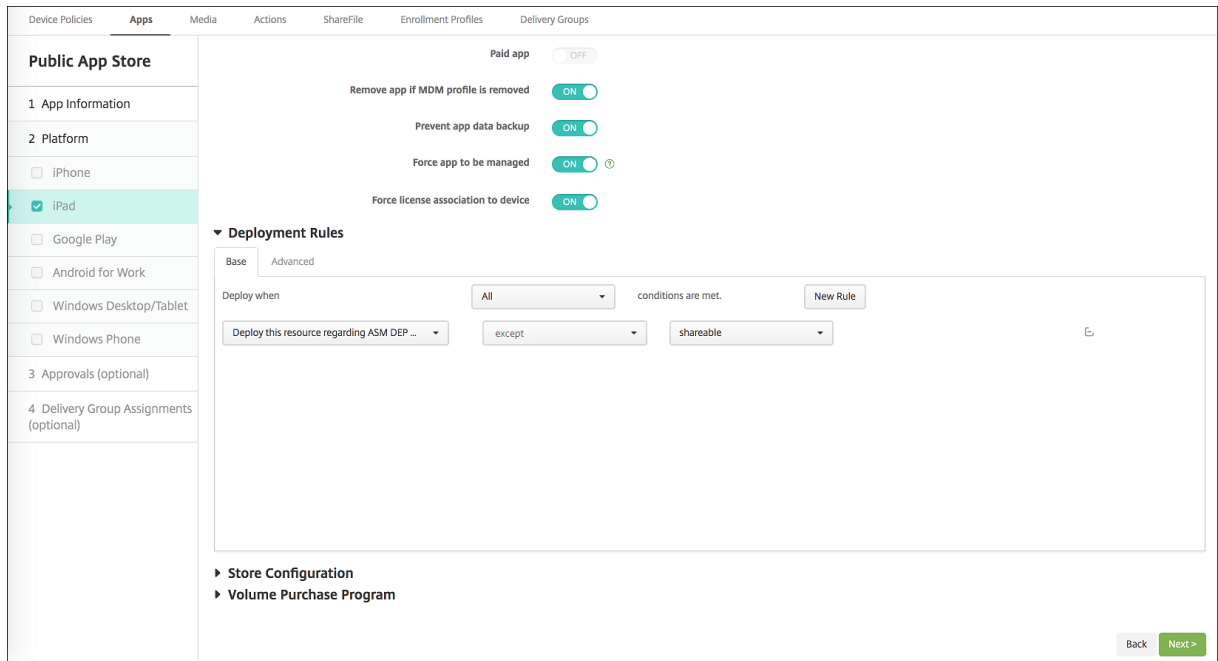 Device Policies Apps Media Actions ShareFile Enrollment Profiles Delivery Groups
Public App Store
1 App Information
2 Platform
iPhone
iPad
Google Play
Android for Work
Windows Desktop/Tablet
Windows Phone
3 Approvals (optional)
4 Delivery Group Assignments
(optional)
Paid app OFF
Remove app if MDM profile is removed ON
Prevent app data backup ON
Force app to be managed ON ?
Force license association to device ON
Deployment Rules
Base Advanced
Deploy when All conditions are met. New Rule
Deploy this resource regarding ASM DEP ... except shareable
Store Configuration
Volume Purchase Program
Back Next >